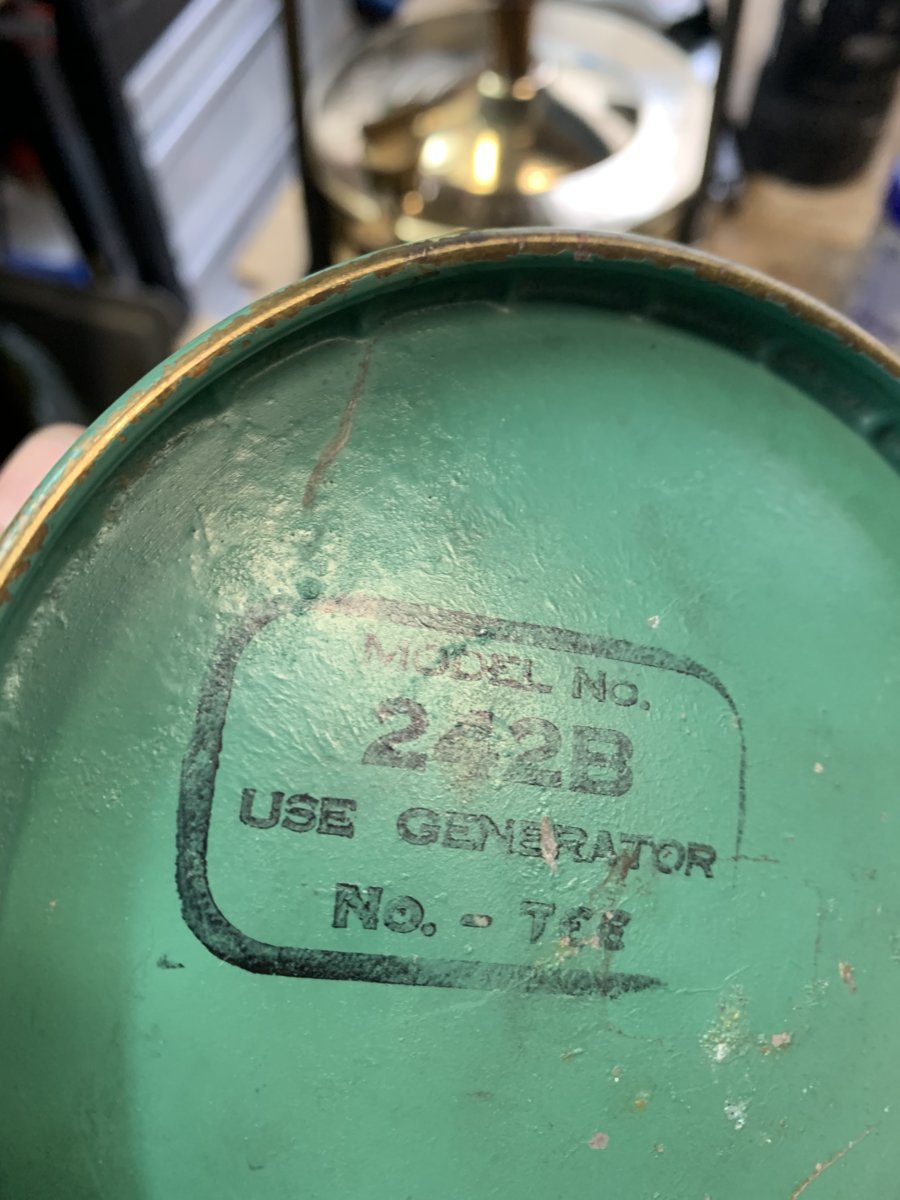 MODEL No.
242B
USE GENERATOR
No. -